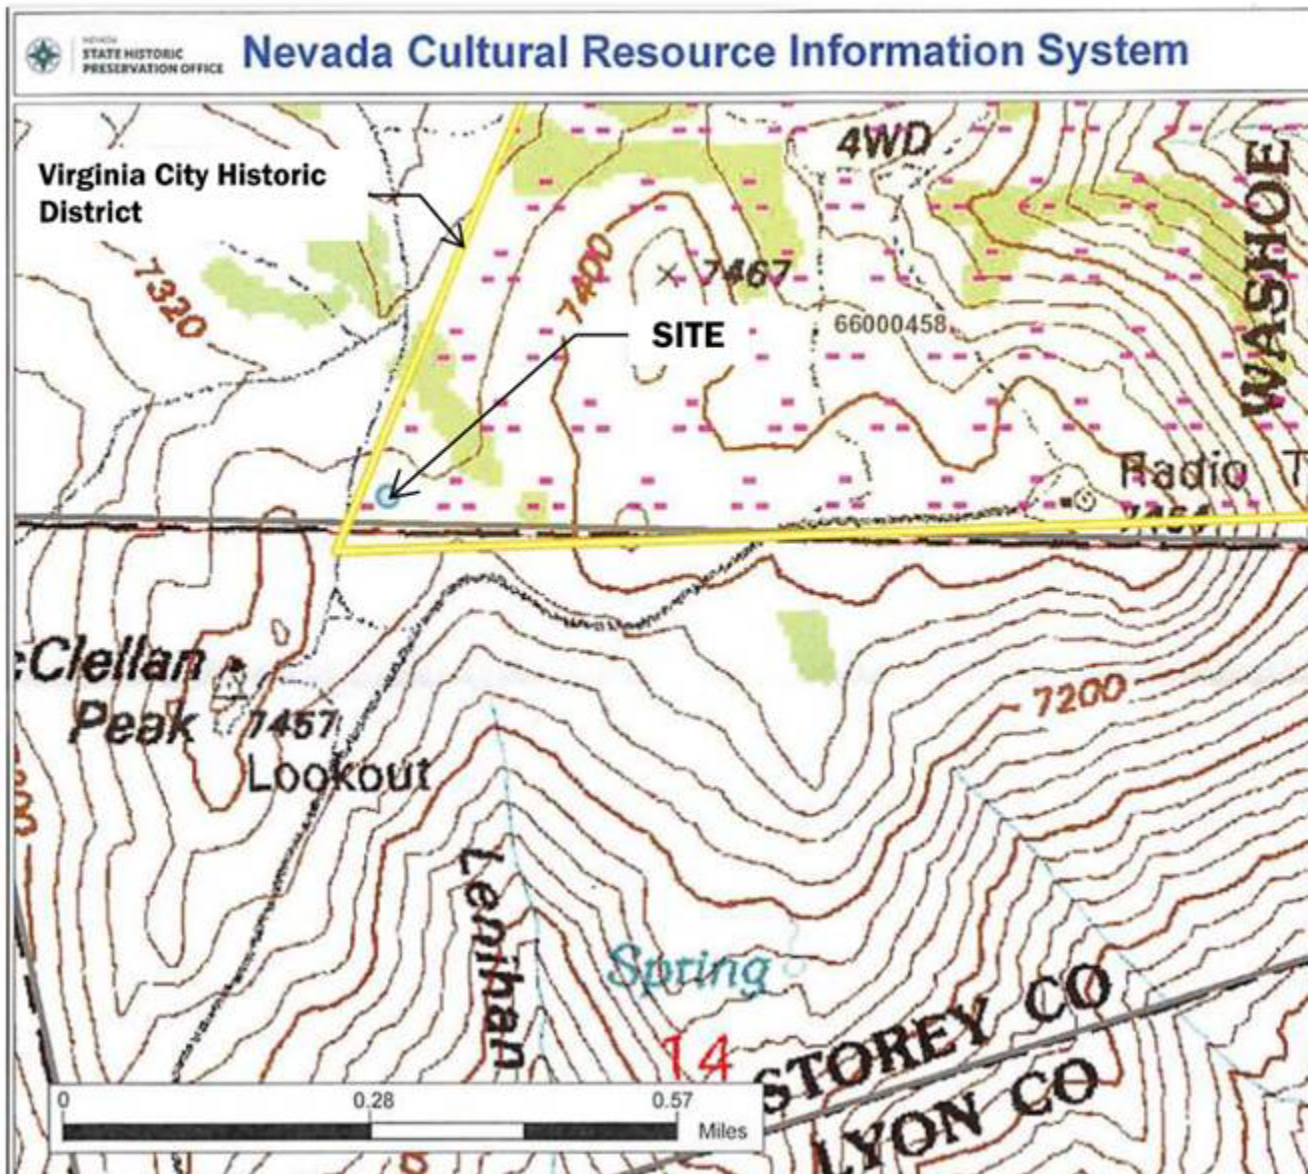 NEVADA
STATE HISTORIC
PRESERVATION OFFICE
Nevada Cultural Resource Information System
Virginia City Historic
District
4WD
WASHOE
7320
7400
7467
66000458
SITE
Radio T
7464
cClellan
Peak
7457
Lookout
7200
Lenihan
Spring
14
STOREY CO
LYON CO
0 0.28 0.57
Miles